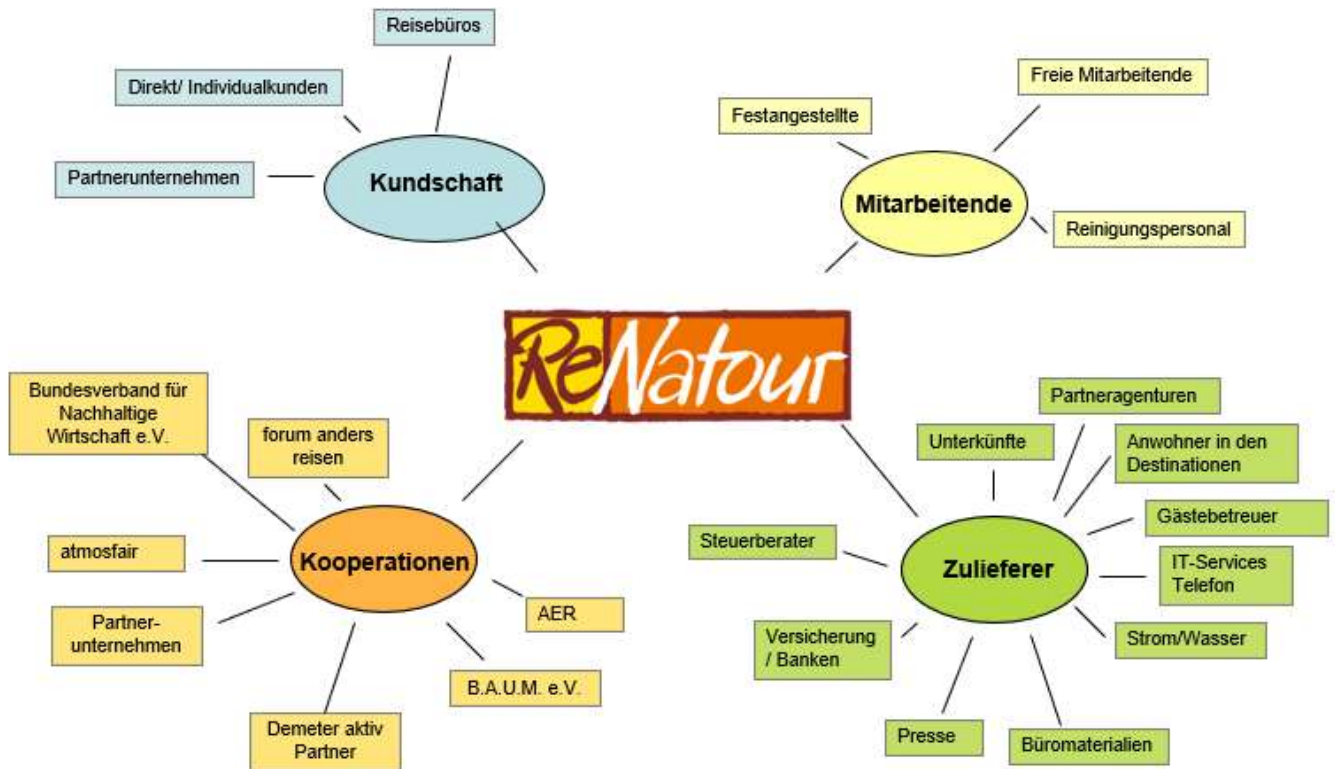 Reisebüros
Direkt/ Individualkunden
Partnerunternehmen
Kundschaft
Freie Mitarbeitende
Festangestellte
Mitarbeitende
Reinigungspersonal
ReNatour
Bundesverband für
Nachhaltige
Wirtschaft e.V.
forum anders
reisen
atmosfair
Kooperationen
Partner-
unternehmen
AER
B.A.U.M. e.V.
Demeter aktiv
Partner
Partneragenturen
Unterkünfte
Anwohner in den
Destinationen
Gästebetreuer
Steuerberater
Zulieferer
IT-Services
Telefon
Versicherung
/ Banken
Strom/Wasser
Presse
Büromaterialien